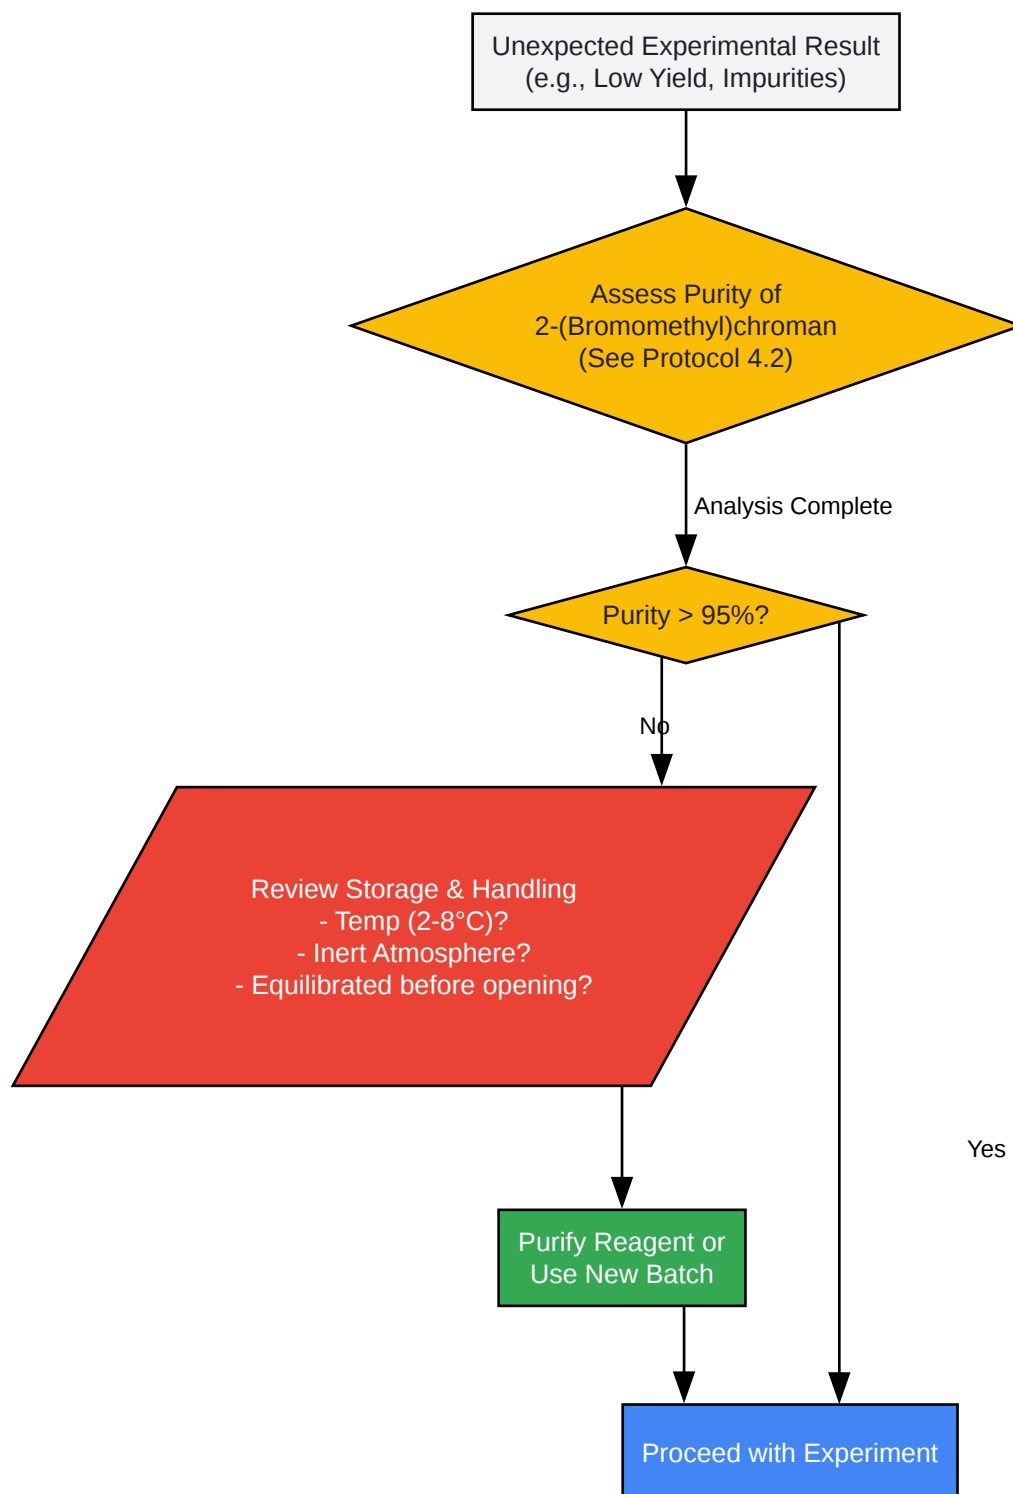 Unexpected Experimental Result
(e.g., Low Yield, Impurities)
Assess Purity of
2-(Bromomethyl)chroman
(See Protocol 4.2)
Analysis Complete
Purity > 95%?
No
Review Storage & Handling
- Temp (2-8°C)?
- Inert Atmosphere?
- Equilibrated before opening?
Yes
Purify Reagent or
Use New Batch
Proceed with Experiment